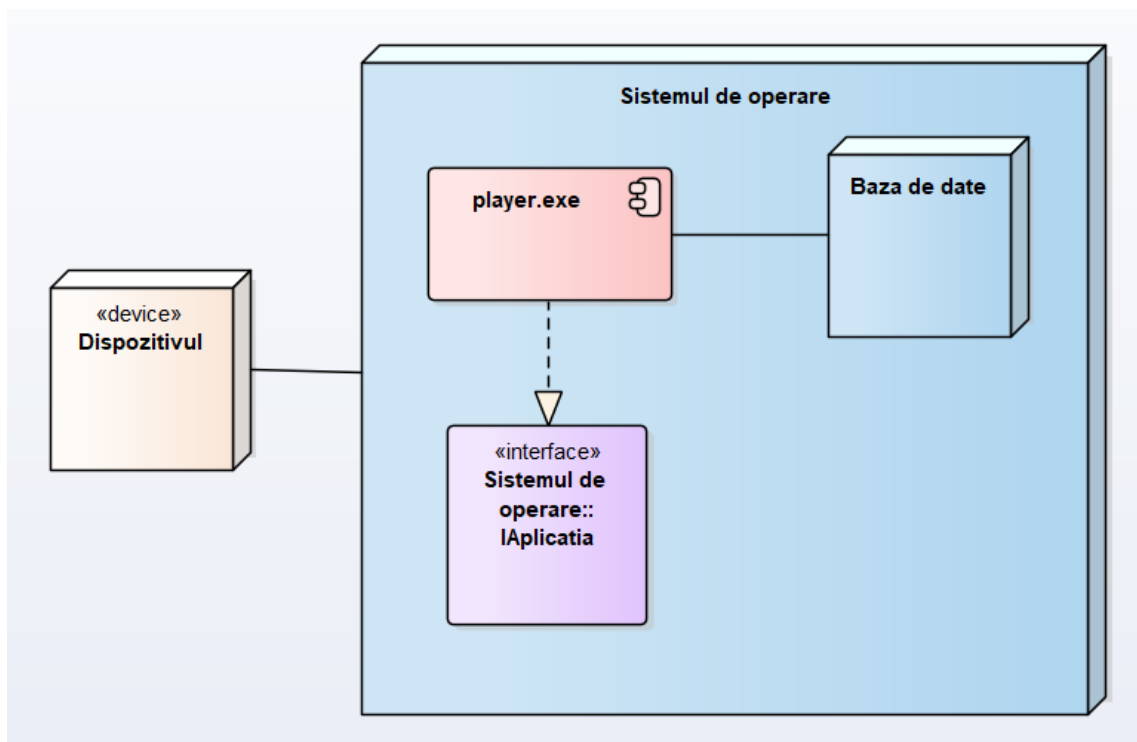 Sistemul de operare
player.exe
Baza de date
«device»
Dispozitivul
«interface»
Sistemul de
operare::
IAplicatia